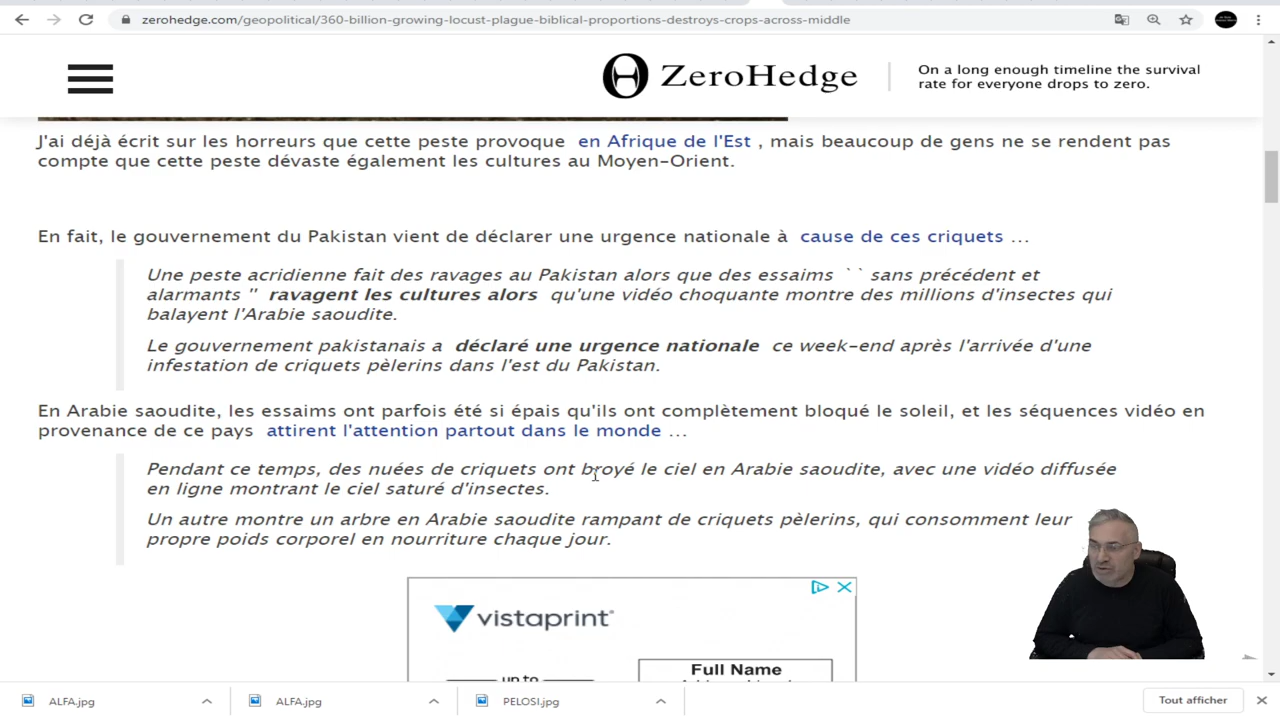 zerohedge.com/geopolitical/360-billion-growing-locust-plague-biblical-proportions-destroys-crops-across-middle
ZeroHedge
On a long enough timeline the survival
rate for everyone drops to zero.
J'ai déjà écrit sur les horreurs que cette peste provoque en Afrique de l'Est , mais beaucoup de gens ne se rendent pas
compte que cette peste dévaste également les cultures au Moyen-Orient.
En fait, le gouvernement du Pakistan vient de déclarer une urgence nationale à cause de ces criquets ...
Une peste acridienne fait des ravages au Pakistan alors que des essaims `` sans précédent et
alarmants '' ravagent les cultures alors qu'une vidéo choquante montre des millions d'insectes qui
balayent l'Arabie saoudite.
Le gouvernement pakistanais a déclaré une urgence nationale ce week-end après l'arrivée d'une
infestation de criquets pèlerins dans l'est du Pakistan.
En Arabie saoudite, les essaims ont parfois été si épais qu'ils ont complètement bloqué le soleil, et les séquences vidéo en
provenance de ce pays attirent l'attention partout dans le monde ...
Pendant ce temps, des nuées de criquets ont broyé le ciel en Arabie saoudite, avec une vidéo diffusée
en ligne montrant le ciel saturé d'insectes.
Un autre montre un arbre en Arabie saoudite rampant de criquets pèlerins, qui consomment leur
propre poids corporel en nourriture chaque jour.
vistaprint
up to
Full Name
ALFA.jpg
ALFA.jpg
PELOSI.jpg
Tout afficher